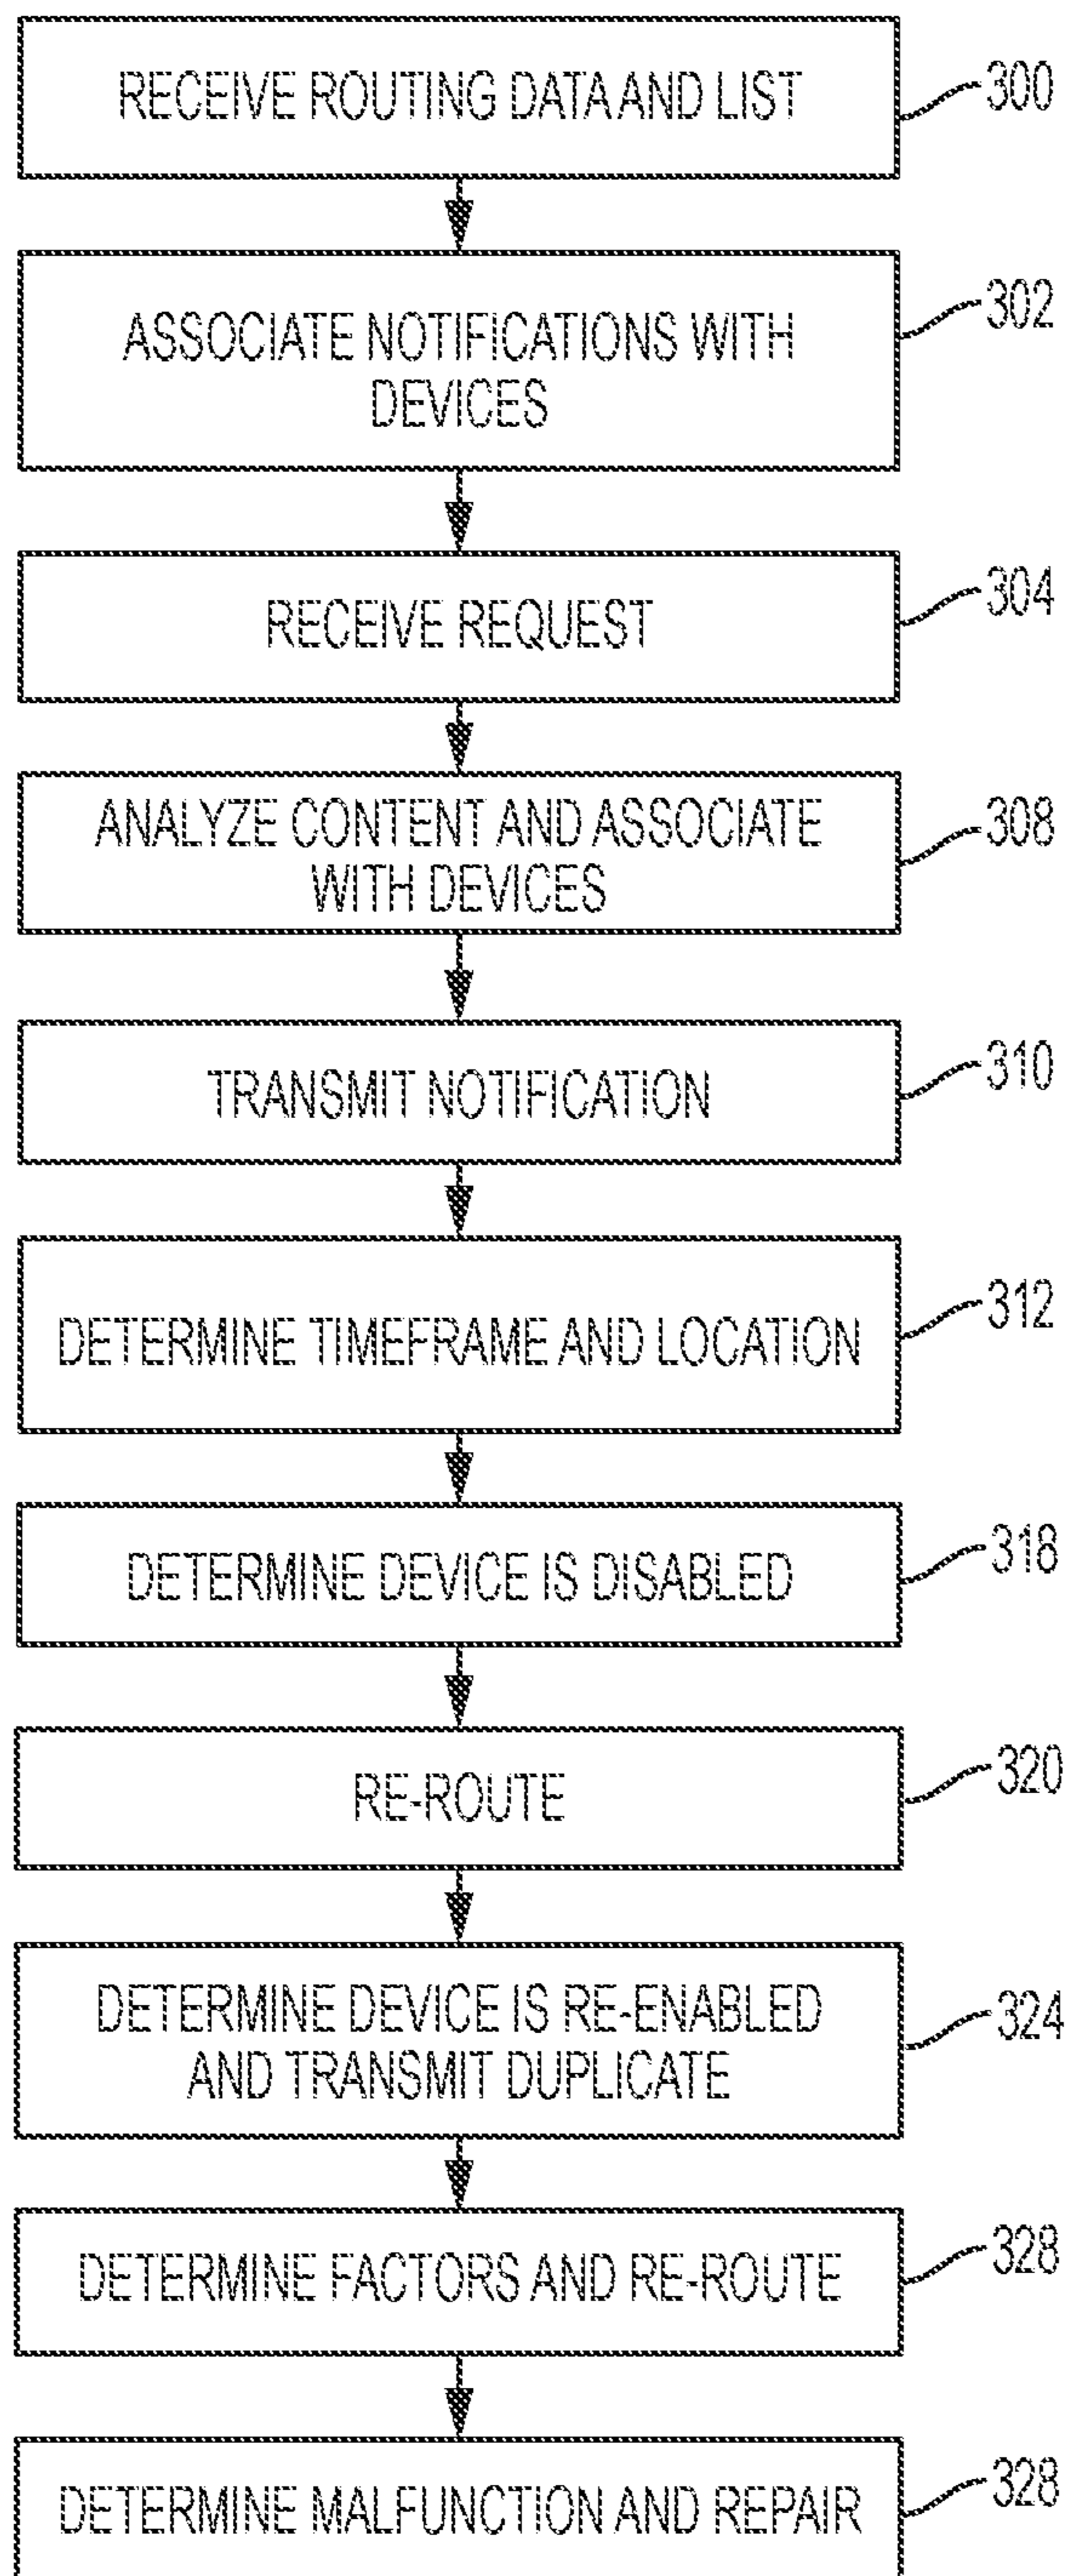 RECEIVE ROUTING DATA AND LIST
300
ASSOCIATE NOTIFICATIONS WITH
DEVICES
302
RECEIVE REQUEST
304
ANALYZE CONTENT AND ASSOCIATE
WITH DEVICES
308
TRANSMIT NOTIFICATION
310
DETERMINE TIMEFRAME AND LOCATION
312
DETERMINE DEVICE IS DISABLED
318
RE-ROUTE
320
DETERMINE DEVICE IS RE-ENABLED
AND TRANSMIT DUPLICATE
324
DETERMINE FACTORS AND RE-ROUTE
328
DETERMINE MALFUNCTION AND REPAIR
328